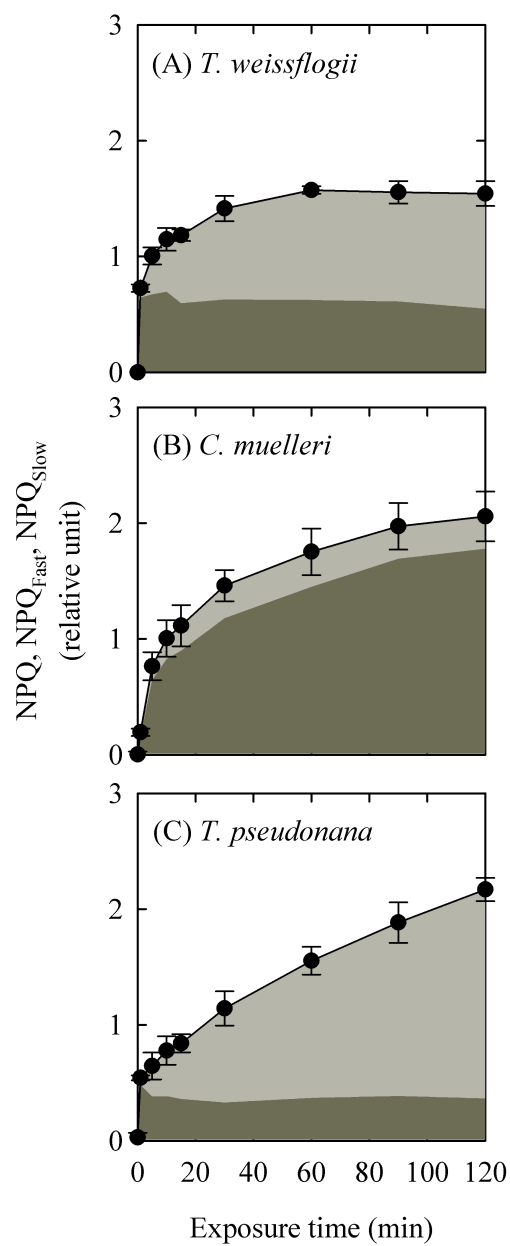 3
(A) T. weissflogii
2
1
0
3
(B) C. muelleri
2
1
0
NPQ, NPQFast, NPQSlow
(relative unit)
3
(C) T. pseudonana
2
1
0
0 20 40 60 80 100 120
Exposure time (min)